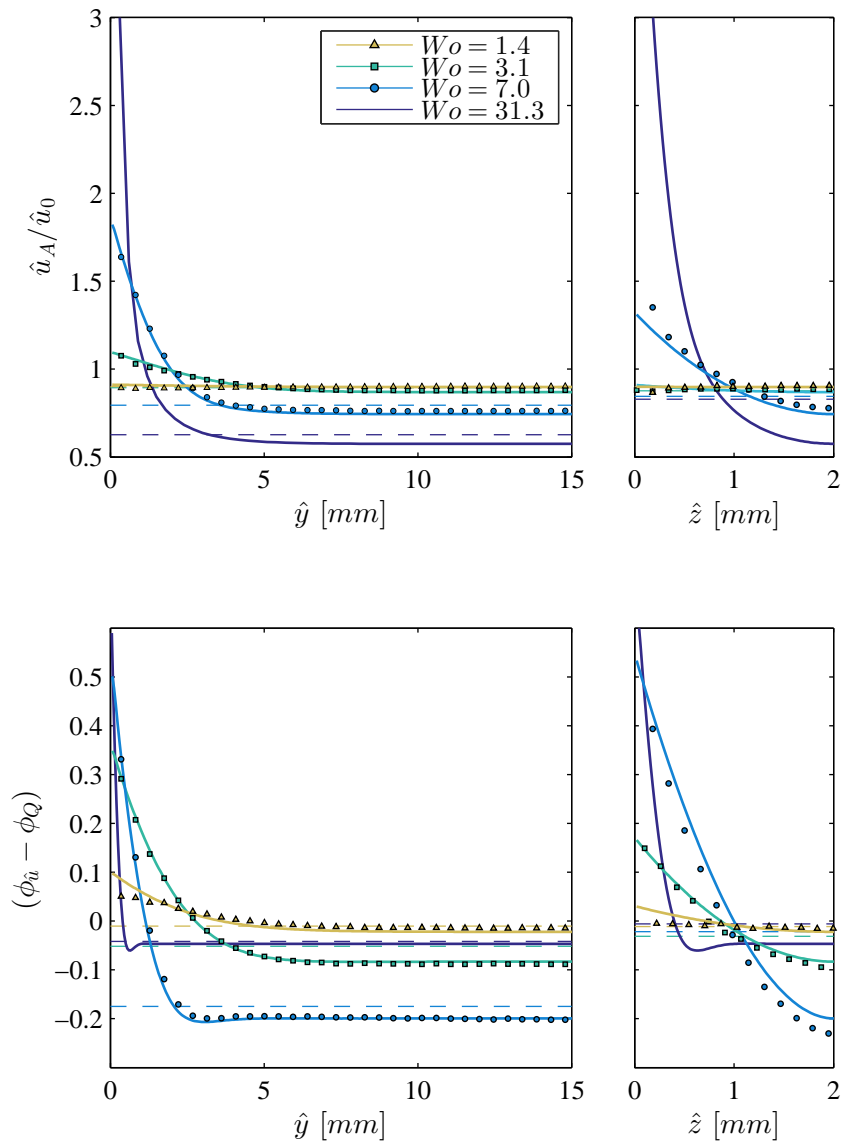 3
2.5
2
1.5
1
0.5
û_A/û_0
Wo = 1.4
Wo = 3.1
Wo = 7.0
Wo = 31.3
0 5 10 15
ŷ [mm]
0 1 2
ẑ [mm]
0.5
0.4
0.3
0.2
0.1
0
−0.1
−0.2
(ϕ_û − ϕ_Q)
0 5 10 15
ŷ [mm]
0 1 2
ẑ [mm]